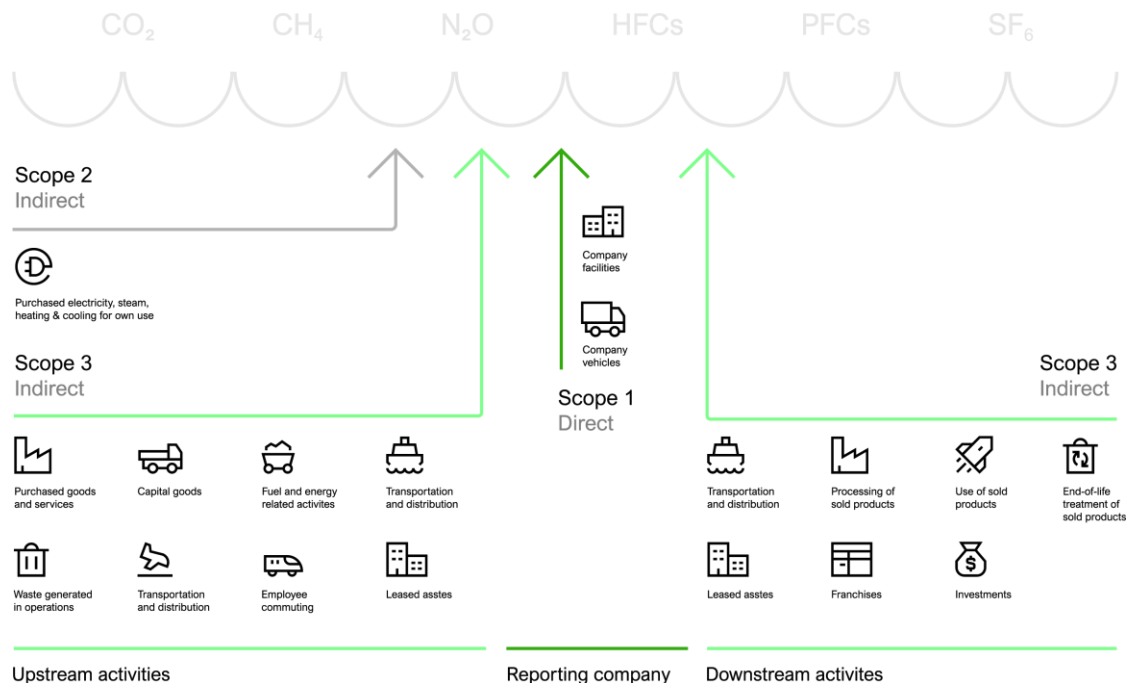 CO₂ CH₄ N₂O HFCs PFCs SF₆
Scope 2
Indirect
Purchased electricity, steam,
heating & cooling for own use
Company
facilities
Company
vehicles
Scope 1
Direct
Scope 3
Indirect
Scope 3
Indirect
Purchased goods
and services
Capital goods
Fuel and energy
related activites
Transportation
and distribution
Waste generated
in operations
Transportation
and distribution
Employee
commuting
Leased asstes
Transportation
and distribution
Processing of
sold products
Use of sold
products
End-of-life
treatment of
sold products
Leased asstes
Franchises
$
Investments
Upstream activities
Reporting company
Downstream activites